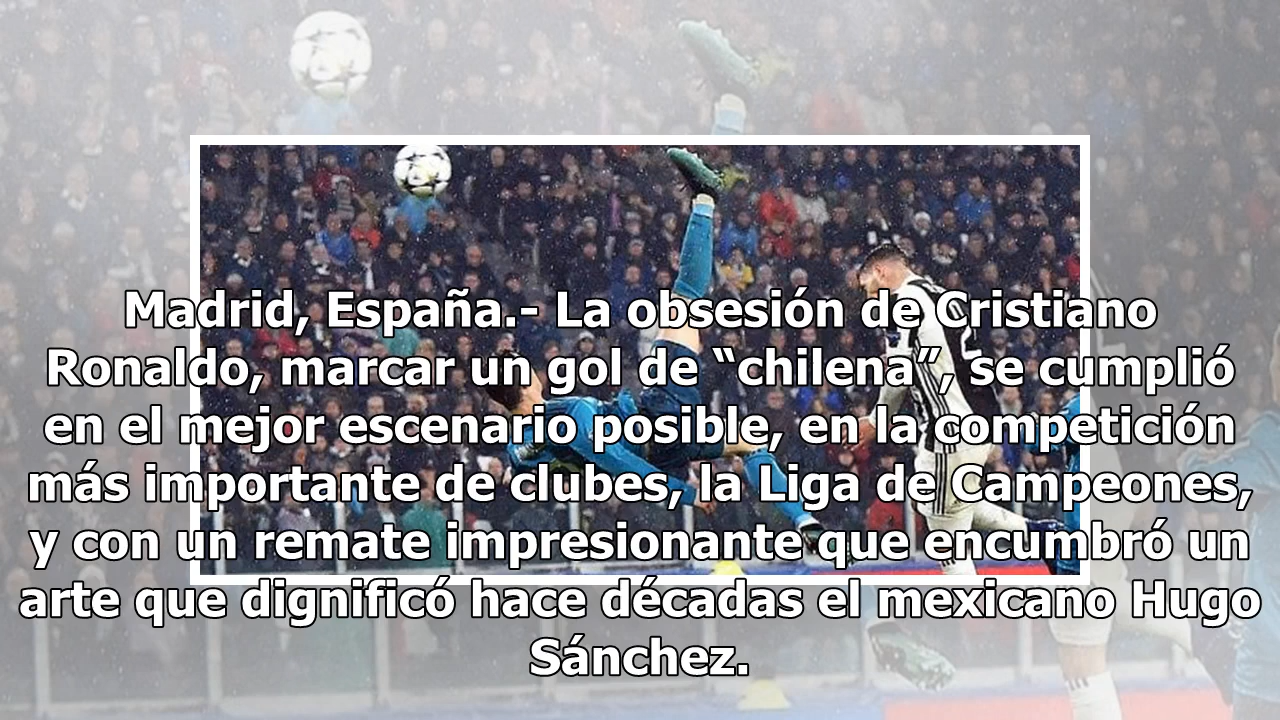 Madrid, España.- La obsesión de Cristiano
Ronaldo, marcar un gol de “chilena”, se cumplió
en el mejor escenario posible, en la competición
más importante de clubes, la Liga de Campeones,
y con un remate impresionante que encumbró un
arte que dignificó hace décadas el mexicano Hugo
Sánchez.